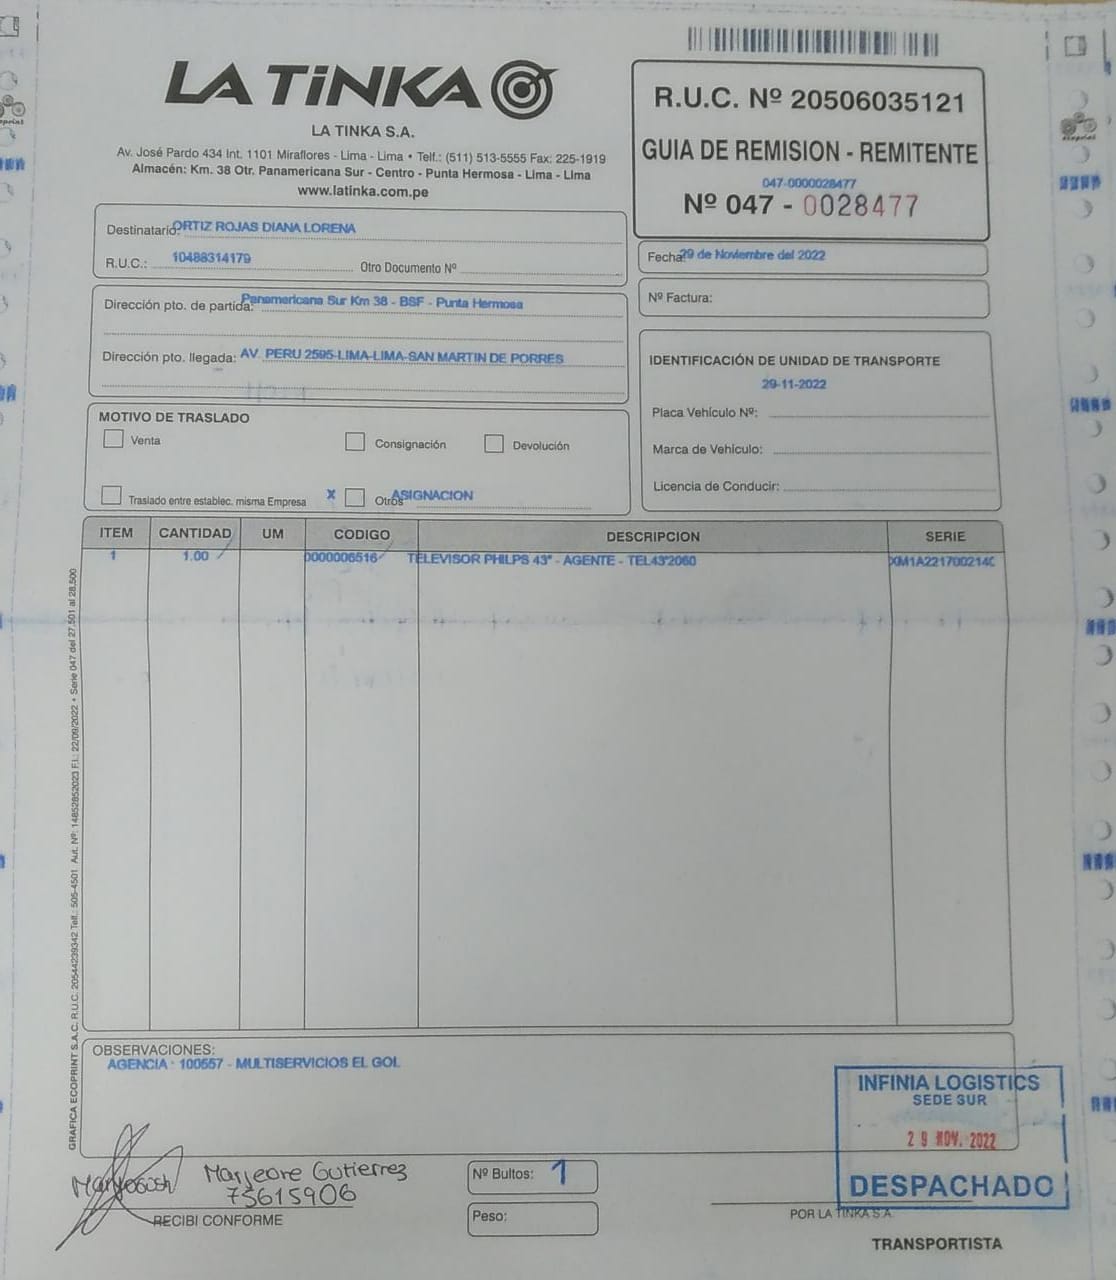 LA TiNKA
LA TINKA S.A.
Av. José Pardo 434 Int. 1101 Miraflores - Lima - Lima • Telf.: (511) 513-5555 Fax: 225-1919
Almacén: Km. 38 Otr. Panamericana Sur - Centro - Punta Hermosa - Lima - Lima
www.latinka.com.pe
R.U.C. Nº 20506035121
GUIA DE REMISION - REMITENTE
047-0000028477
Nº 047 - 0028477
Destinatario: ORTIZ ROJAS DIANA LORENA
R.U.C.: 10488314179 Otro Documento Nº
Fecha: 29 de Noviembre del 2022
Nº Factura:
Dirección pto. de partida: Panamericana Sur Km 38 - BSF - Punta Hermosa
Dirección pto. llegada: AV. PERU 2595-LIMA-LIMA-SAN MARTIN DE PORRES
IDENTIFICACIÓN DE UNIDAD DE TRANSPORTE
29-11-2022
Placa Vehículo Nº:
Marca de Vehículo:
Licencia de Conducir:
MOTIVO DE TRASLADO
Venta Consignación Devolución
Traslado entre establec. misma Empresa X Otros ASIGNACION
ITEM CANTIDAD UM CODIGO DESCRIPCION SERIE
1 1.00 0000006516 TELEVISOR PHILPS 43" - AGENTE - TEL43"2060 XM1A2217002140
GRAFICA ECOPRINT S.A.C. R.U.C. 20544239342 Telf.: 505-4501 Aut. Nº: 14852852023 F.I.: 22/09/2022 • Serie 047 del 27,501 al 28,500
OBSERVACIONES:
AGENCIA : 100557 - MULTISERVICIOS EL GOL
INFINIA LOGISTICS
SEDE SUR
29 NOV. 2022
DESPACHADO
Marjeore Gutierrez
73615906
RECIBI CONFORME
Nº Bultos: 1
Peso:
POR LA TINKA S.A.
TRANSPORTISTA